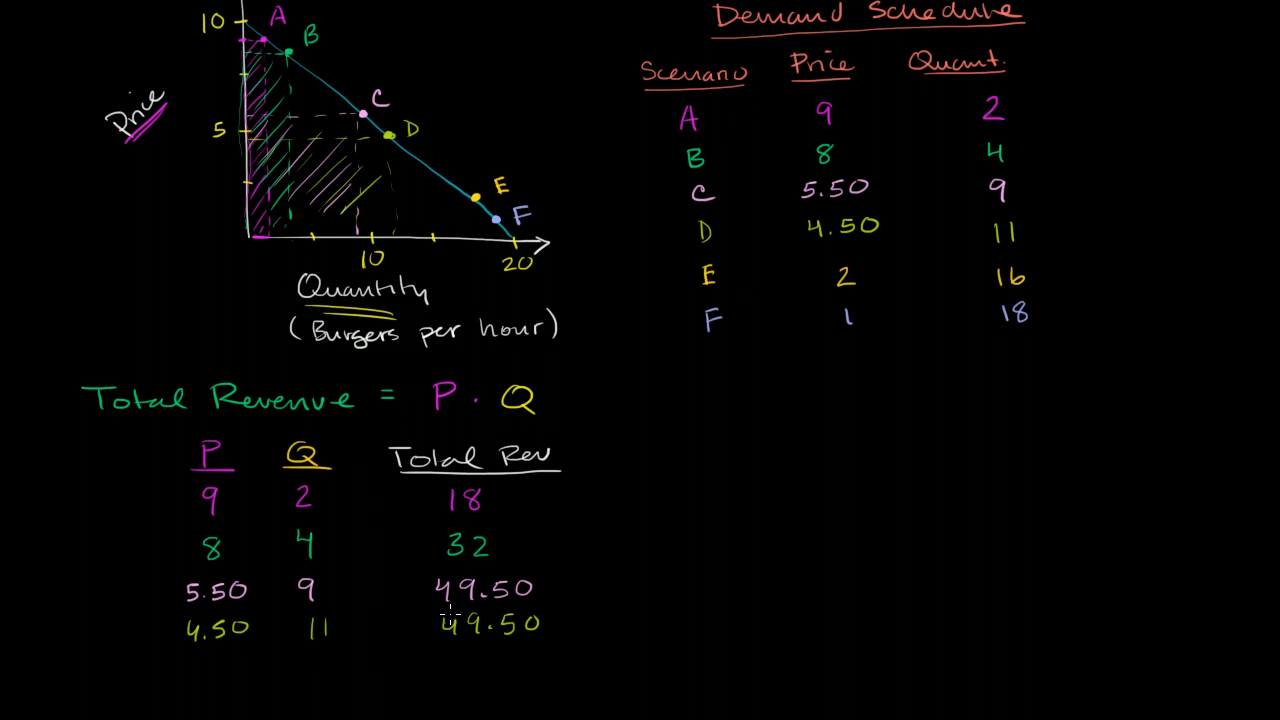 10
A
B
Price
C
5
D
E
F
10
20
Quantity
(Burgers per hour)
Demand Schedule
Scenario Price Quant.
A 9 2
B 8 4
C 5.50 9
D 4.50 11
E 2 16
F 1 18
Total Revenue = P · Q
P Q Total Rev
9 2 18
8 4 32
5.50 9 49.50
4.50 11 49.50